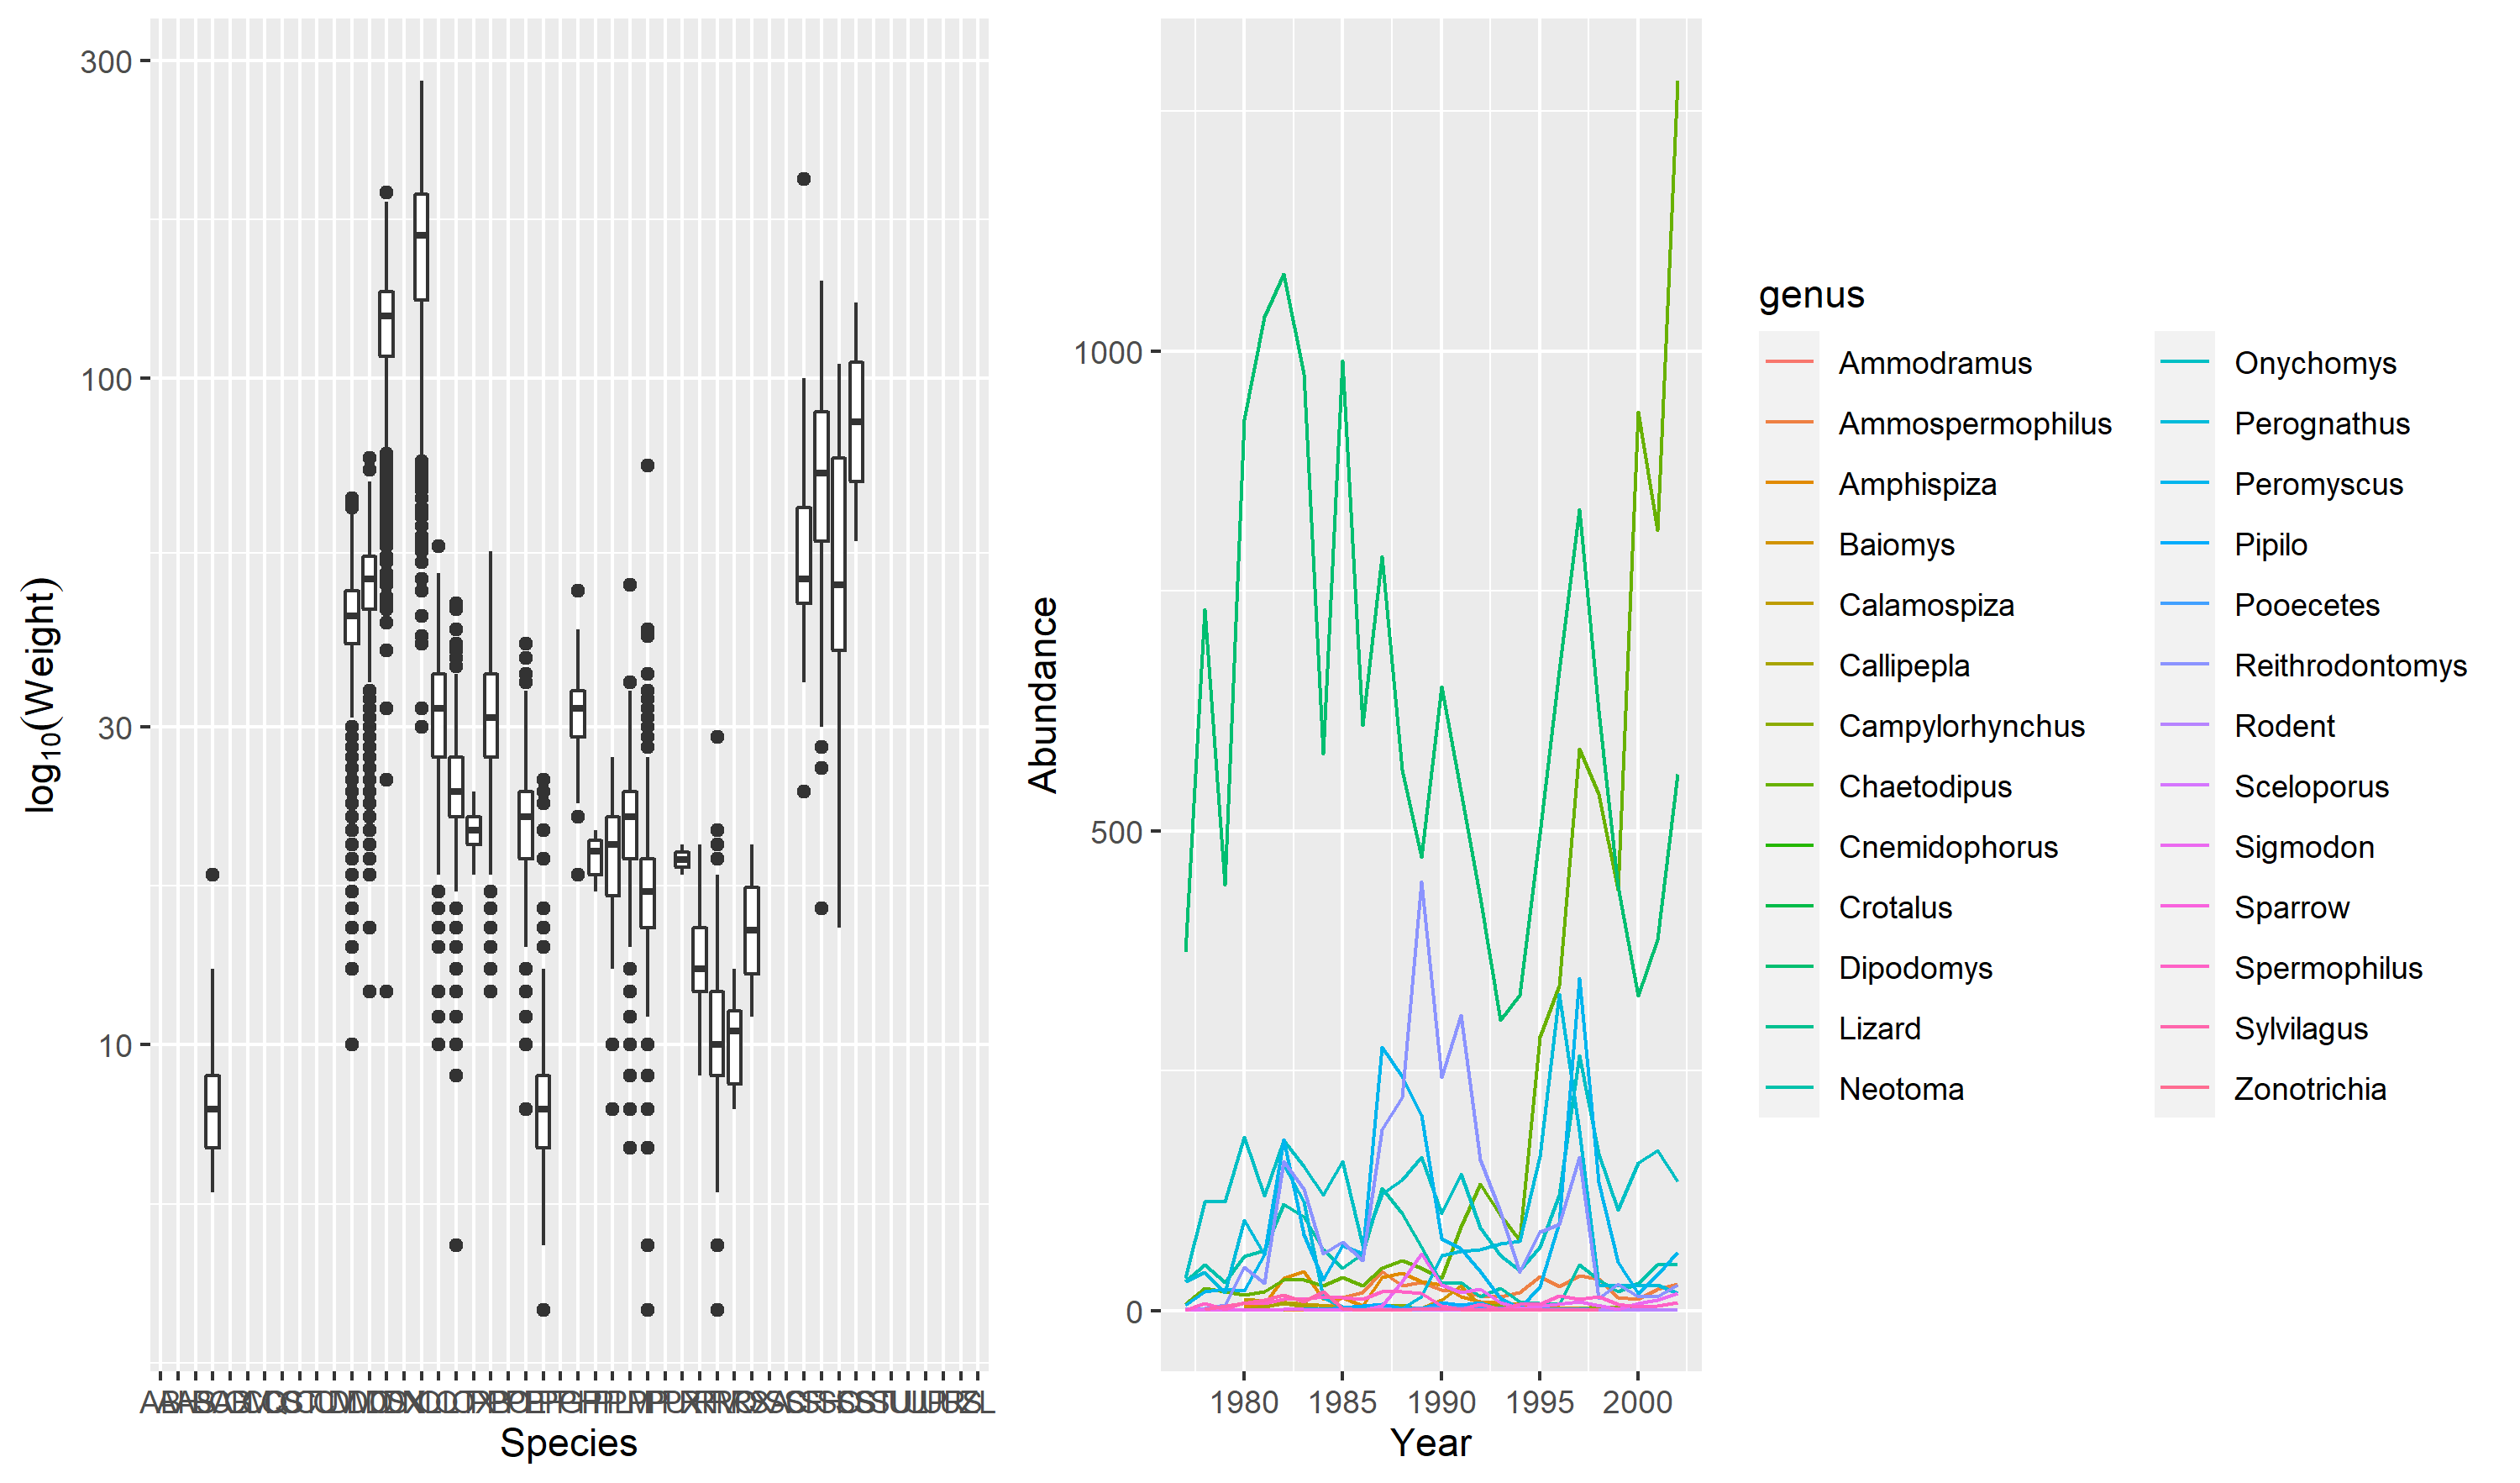 300
100
30
10
log10(Weight)
Species
1000
500
0
Abundance
1980 1985 1990 1995 2000
Year
genus
Ammodramus
Ammospermophilus
Amphispiza
Baiomys
Calamospiza
Callipepla
Campylorhynchus
Chaetodipus
Cnemidophorus
Crotalus
Dipodomys
Lizard
Neotoma
Onychomys
Perognathus
Peromyscus
Pipilo
Pooecetes
Reithrodontomys
Rodent
Sceloporus
Sigmodon
Sparrow
Spermophilus
Sylvilagus
Zonotrichia